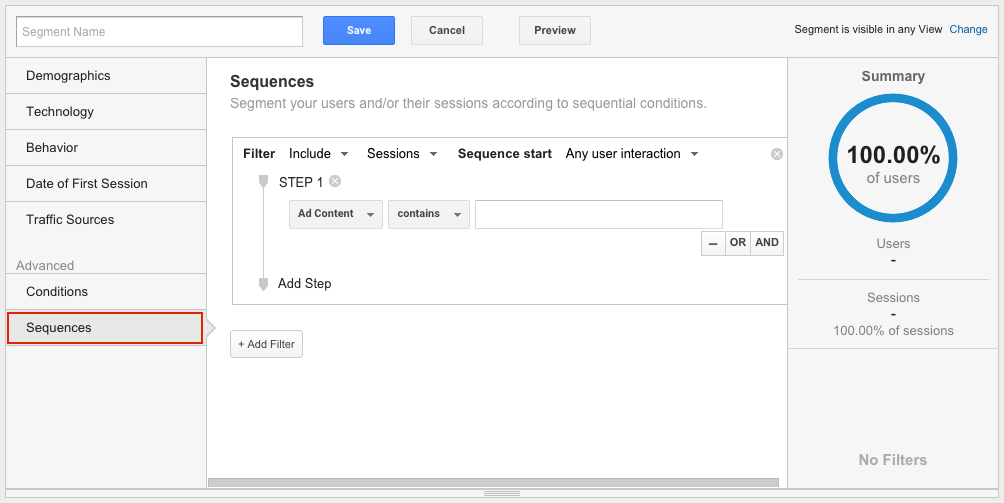 Segment Name
Save
Cancel
Preview
Segment is visible in any View Change
Demographics
Technology
Behavior
Date of First Session
Traffic Sources
Advanced
Conditions
Sequences
Sequences
Segment your users and/or their sessions according to sequential conditions.
Filter Include Sessions Sequence start Any user interaction
STEP 1
Ad Content contains
– OR AND
Add Step
+ Add Filter
Summary
100.00%
of users
Users
-
Sessions
-
100.00% of sessions
No Filters